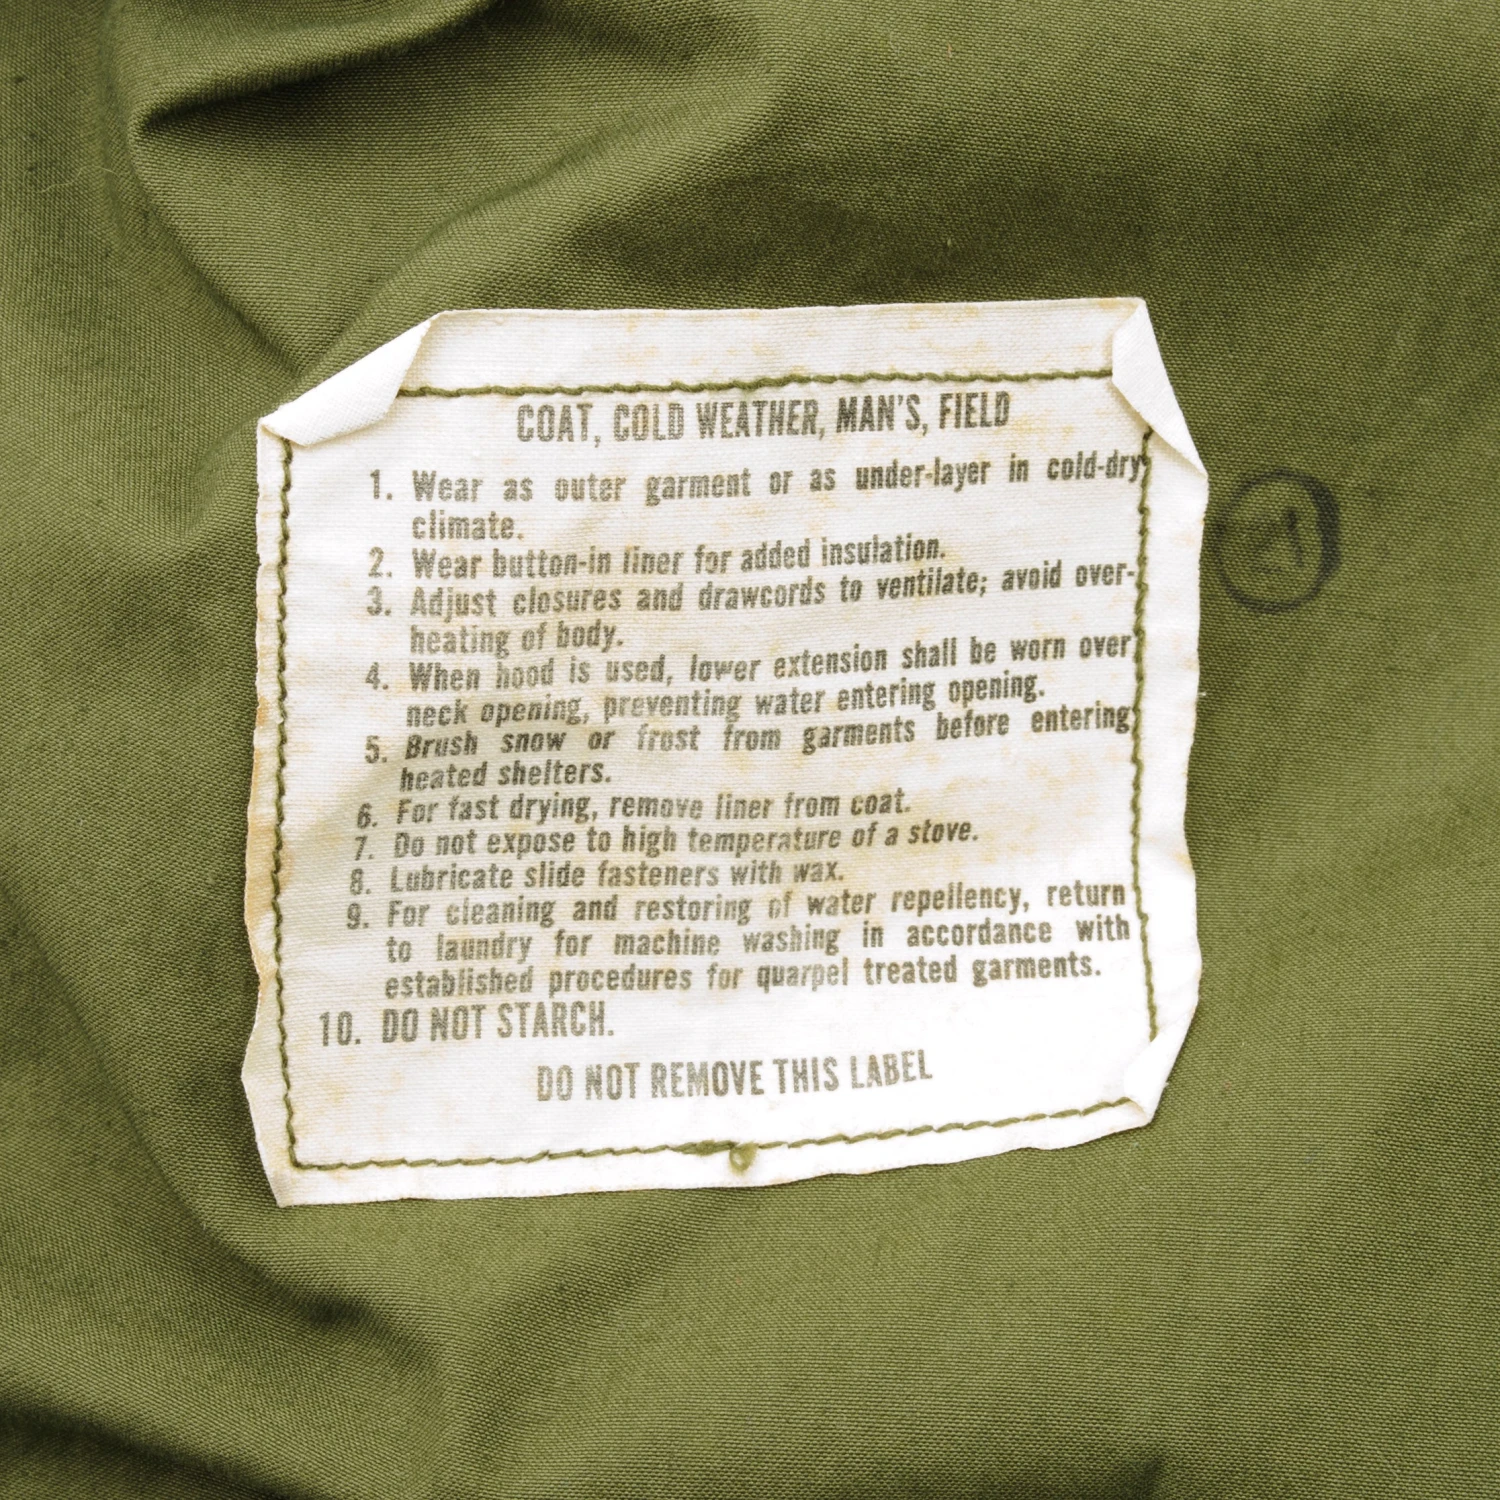 COAT, COLD WEATHER, MAN'S, FIELD
1. Wear as outer garment or as under-layer in cold-dry
climate.
2. Wear button-in liner for added insulation.
3. Adjust closures and drawcords to ventilate; avoid over-
heating of body.
4. When hood is used, lower extension shall be worn over
neck opening, preventing water entering opening.
5. Brush snow or frost from garments before entering
heated shelters.
6. For fast drying, remove liner from coat.
7. Do not expose to high temperature of a stove.
8. Lubricate slide fasteners with wax.
9. For cleaning and restoring of water repellency, return
to laundry for machine washing in accordance with
established procedures for quarpel treated garments.
10. DO NOT STARCH.
DO NOT REMOVE THIS LABEL